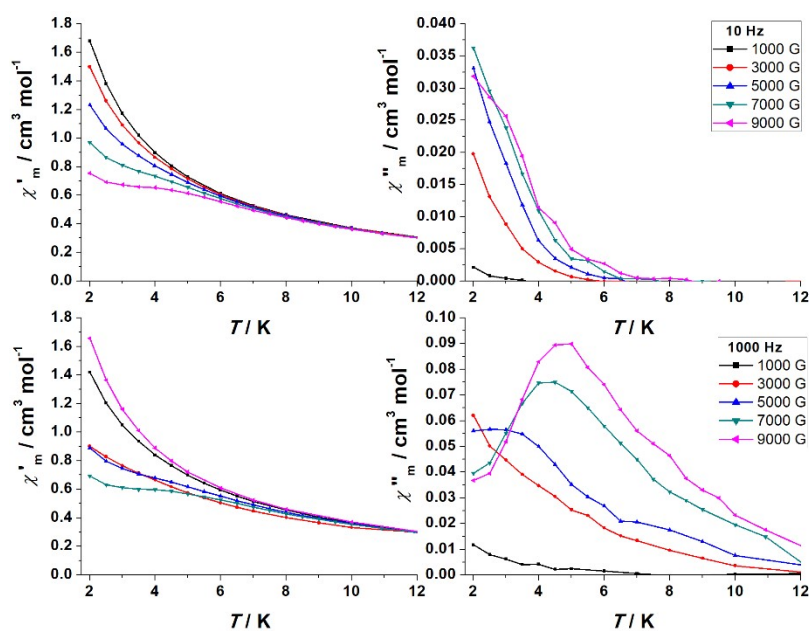 1.8
1.6
1.4
1.2
1.0
0.8
0.6
0.4
0.2
0.0
2 4 6 8 10 12
χ'm / cm³ mol⁻¹
T / K
0.040
0.035
0.030
0.025
0.020
0.015
0.010
0.005
0.000
2 4 6 8 10 12
χ"m / cm³ mol⁻¹
T / K
10 Hz
1000 G
3000 G
5000 G
7000 G
9000 G
1.8
1.6
1.4
1.2
1.0
0.8
0.6
0.4
0.2
0.0
2 4 6 8 10 12
χ'm / cm³ mol⁻¹
T / K
0.10
0.09
0.08
0.07
0.06
0.05
0.04
0.03
0.02
0.01
0.00
2 4 6 8 10 12
χ"m / cm³ mol⁻¹
T / K
1000 Hz
1000 G
3000 G
5000 G
7000 G
9000 G